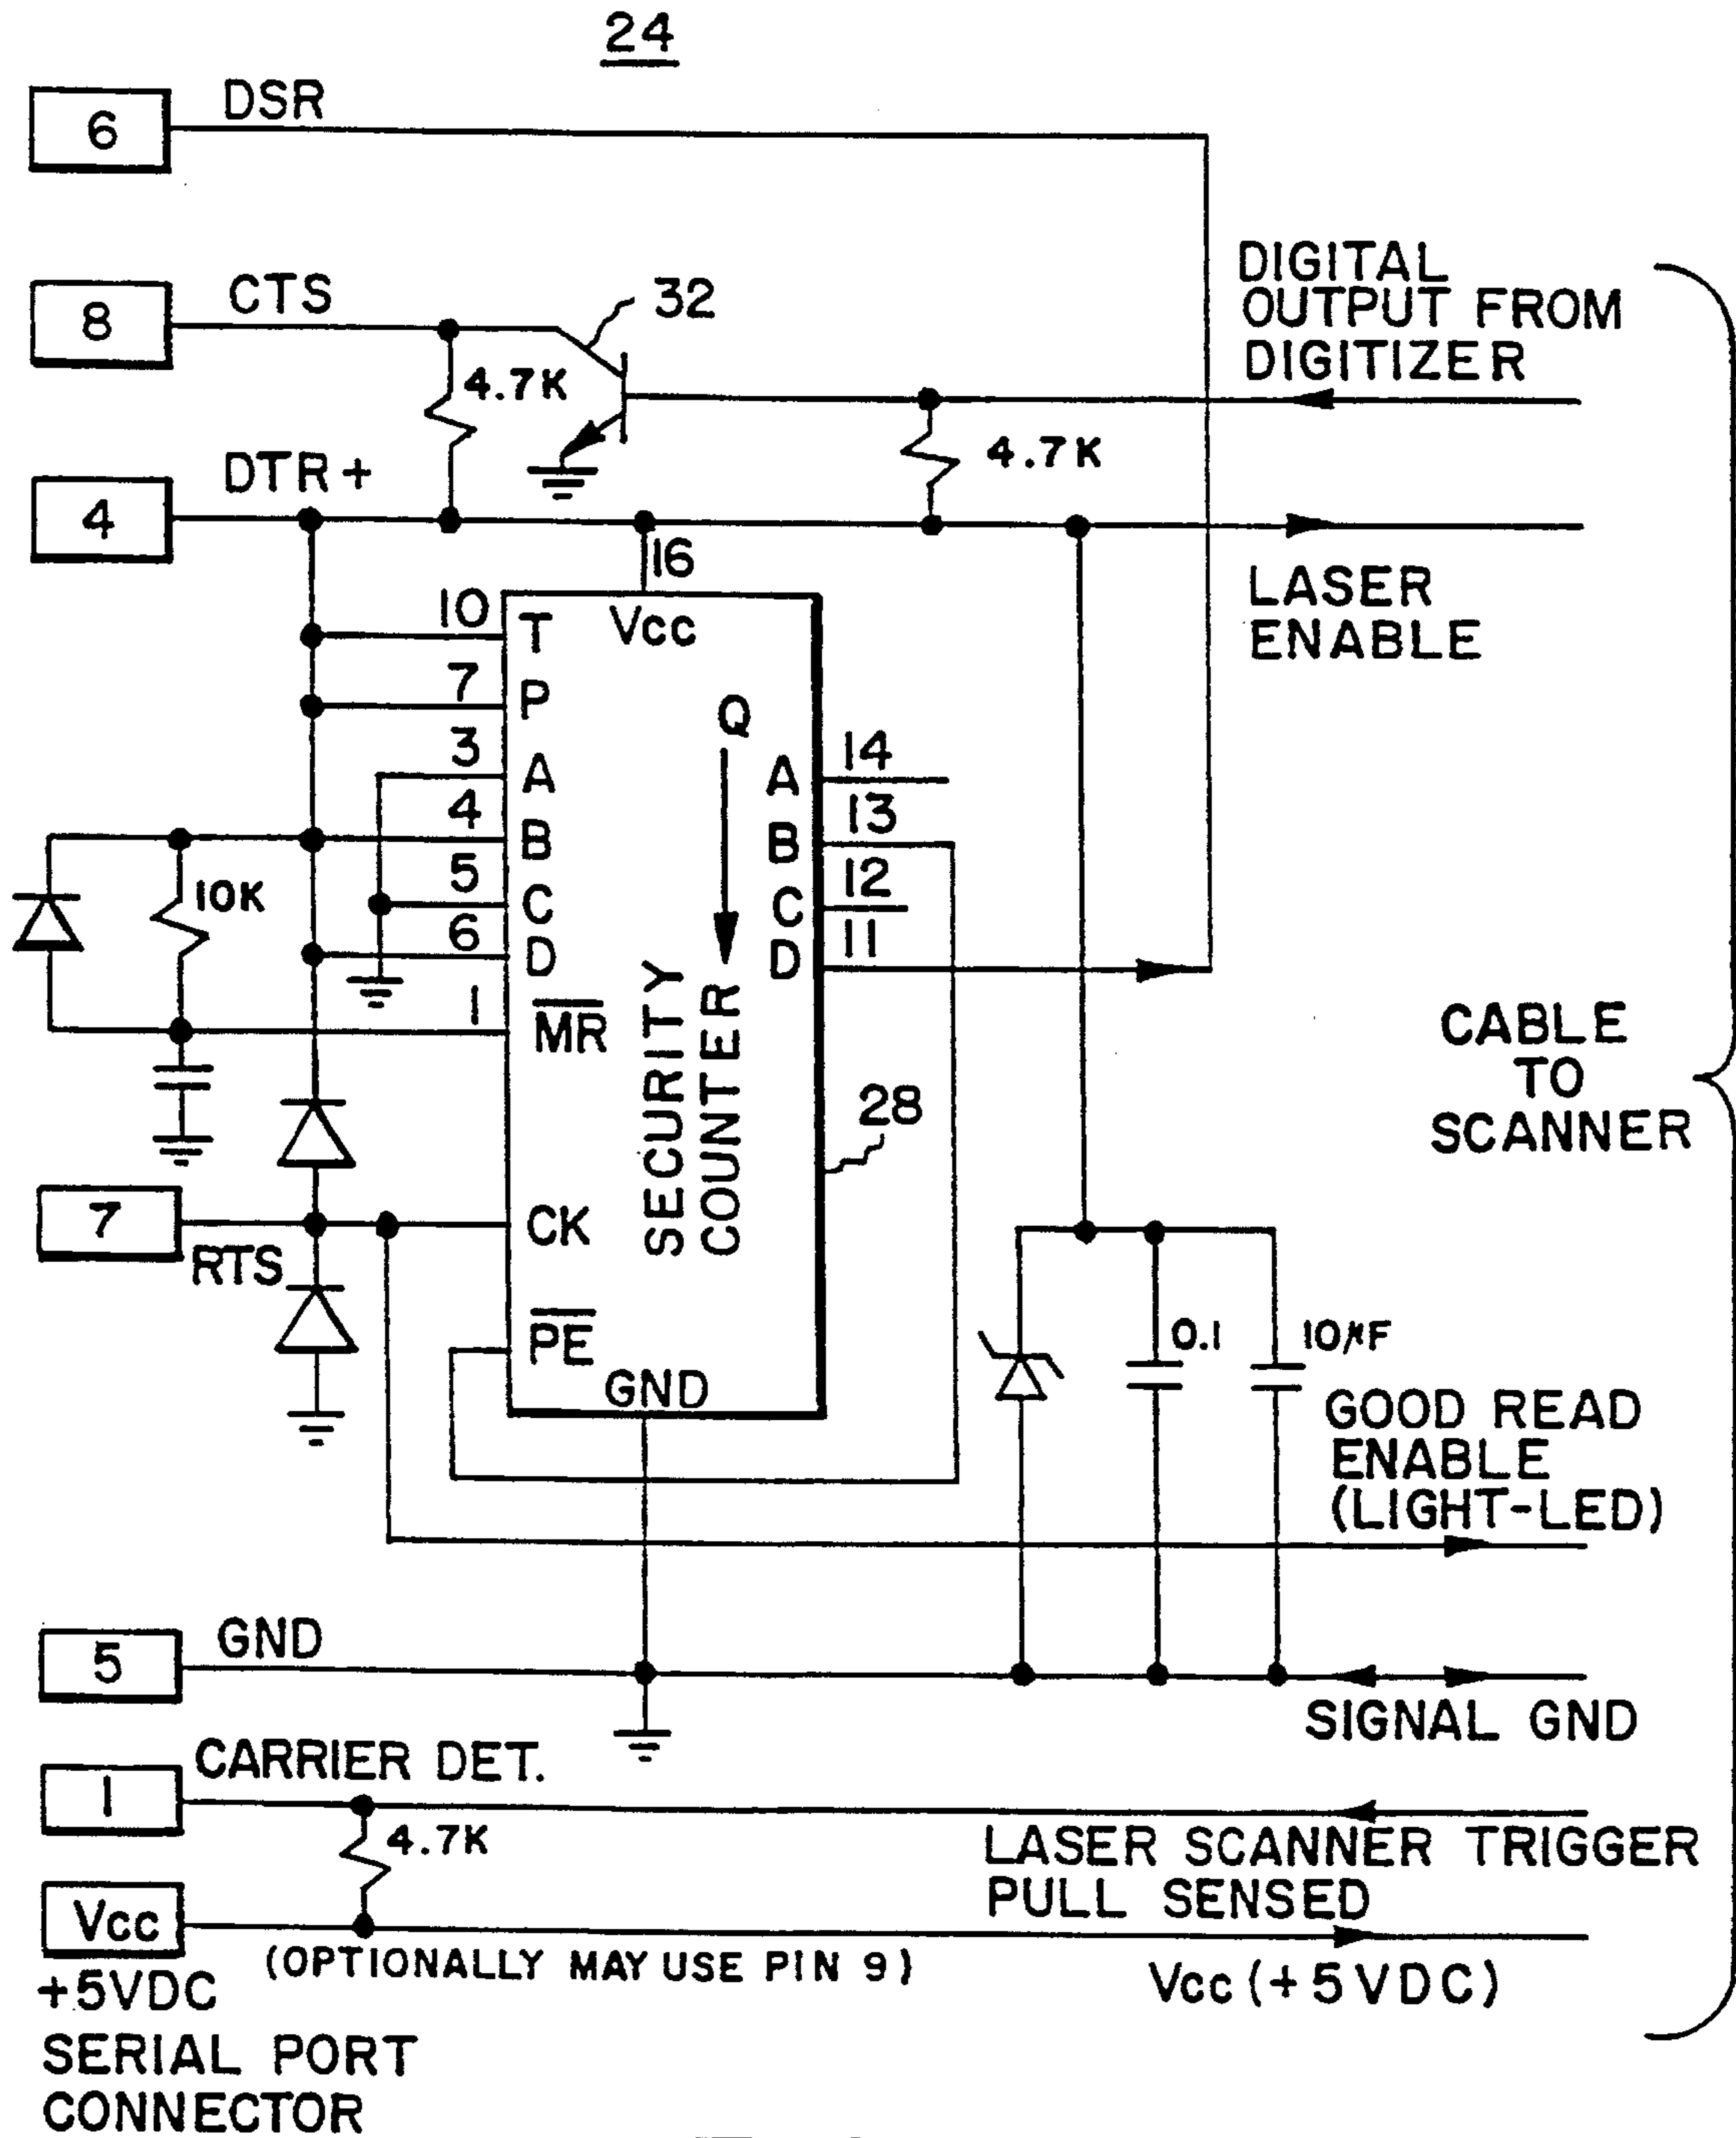 24
6 DSR
8 CTS
32
DIGITAL
OUTPUT FROM
DIGITIZER
4.7K
4.7K
4 DTR+
16
LASER
ENABLE
10 T
Vcc
7 P
Q
3 A
A 14
4 B
B 13
5 C
C 12
6 D
D 11
10K
1 MR
SECURITY
COUNTER
28
CABLE
TO
SCANNER
7
RTS
CK
PE
GND
0.1
10μF
GOOD READ
ENABLE
(LIGHT-LED)
5 GND
SIGNAL GND
1 CARRIER DET.
4.7K
LASER SCANNER TRIGGER
PULL SENSED
Vcc
(OPTIONALLY MAY USE PIN 9)
+5VDC
Vcc (+5VDC)
SERIAL PORT
CONNECTOR